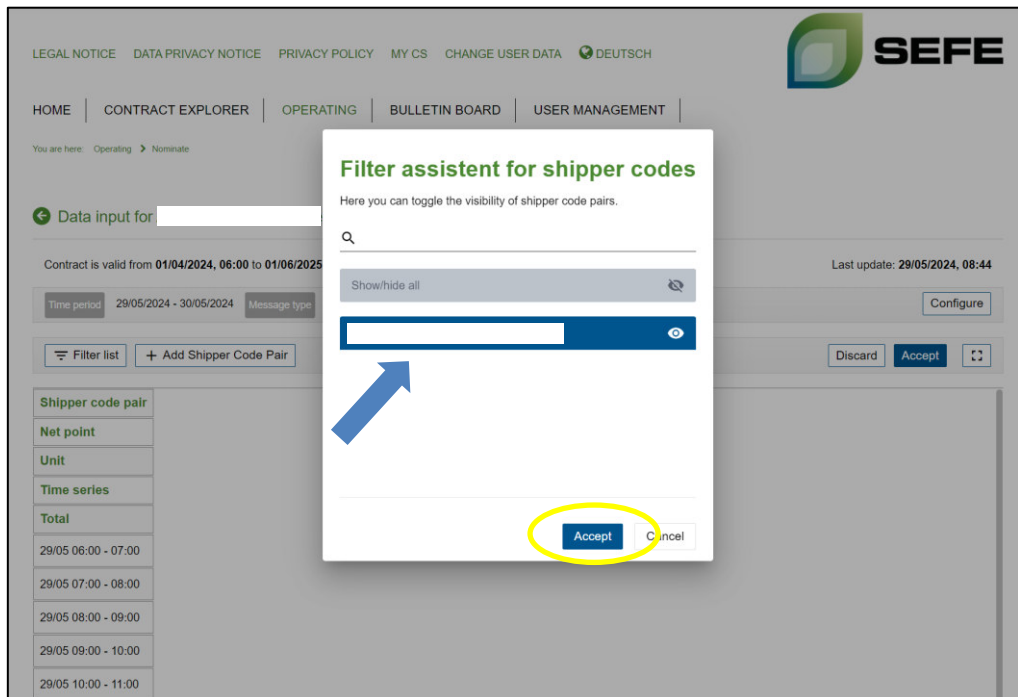 LEGAL NOTICE DATA PRIVACY NOTICE PRIVACY POLICY MY CS CHANGE USER DATA DEUTSCH
SEFE
HOME CONTRACT EXPLORER OPERATING BULLETIN BOARD USER MANAGEMENT
You are here: Operating Nominate
Filter assistent for shipper codes
Here you can toggle the visibility of shipper code pairs.
Data input for
Contract is valid from 01/04/2024, 06:00 to 01/06/2025
Last update: 29/05/2024, 08:44
Show/hide all
Time period 29/05/2024 - 30/05/2024 Message type
Configure
Filter list + Add Shipper Code Pair
Discard Accept
Shipper code pair
Net point
Unit
Time series
Total
Accept Cancel
29/05 06:00 - 07:00
29/05 07:00 - 08:00
29/05 08:00 - 09:00
29/05 09:00 - 10:00
29/05 10:00 - 11:00